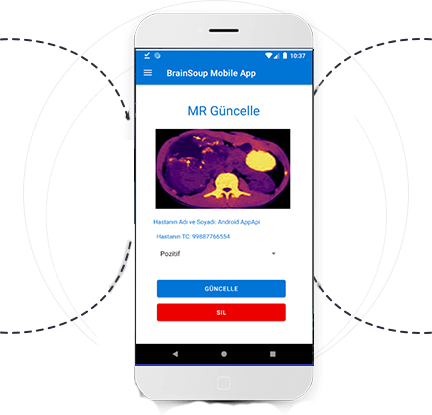 10:37
BrainSoup Mobile App
MR Güncelle
Hastanın Adı ve Soyadı: Android AppApi
Hastanın TC: 99887766554
Pozitif
GÜNCELLE
SIL